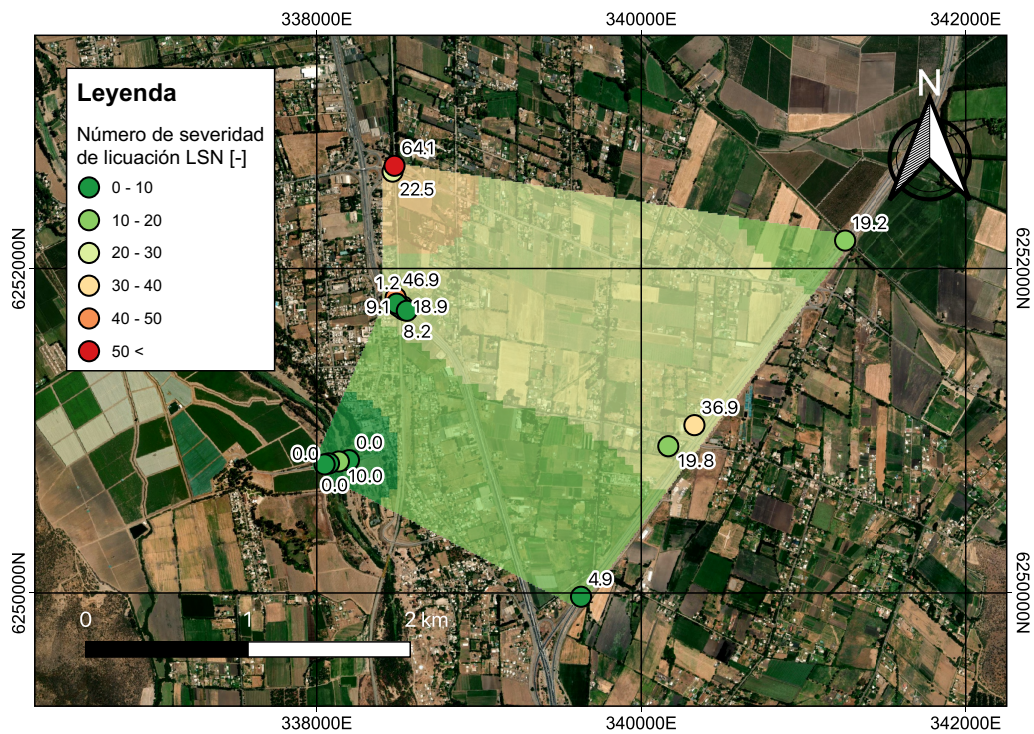 338000E
340000E
342000E
N
Leyenda
Número de severidad
de licuación LSN [-]
0 - 10
10 - 20
20 - 30
30 - 40
40 - 50
50 <
64.1
22.5
19.2
6252000N
6252000N
1.2
46.9
9.1
18.9
8.2
36.9
19.8
0.0
0.0
0.0
10.0
4.9
6250000N
6250000N
0
1
2 km
338000E
340000E
342000E